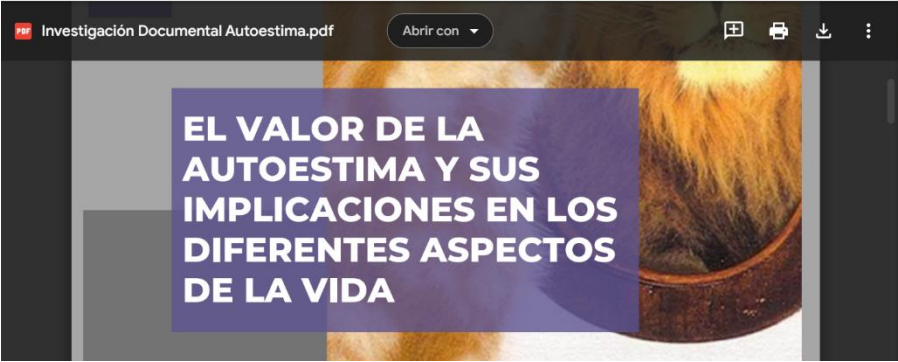 PDF Investigación Documental Autoestima.pdf
Abrir con
EL VALOR DE LA
AUTOESTIMA Y SUS
IMPLICACIONES EN LOS
DIFERENTES ASPECTOS
DE LA VIDA